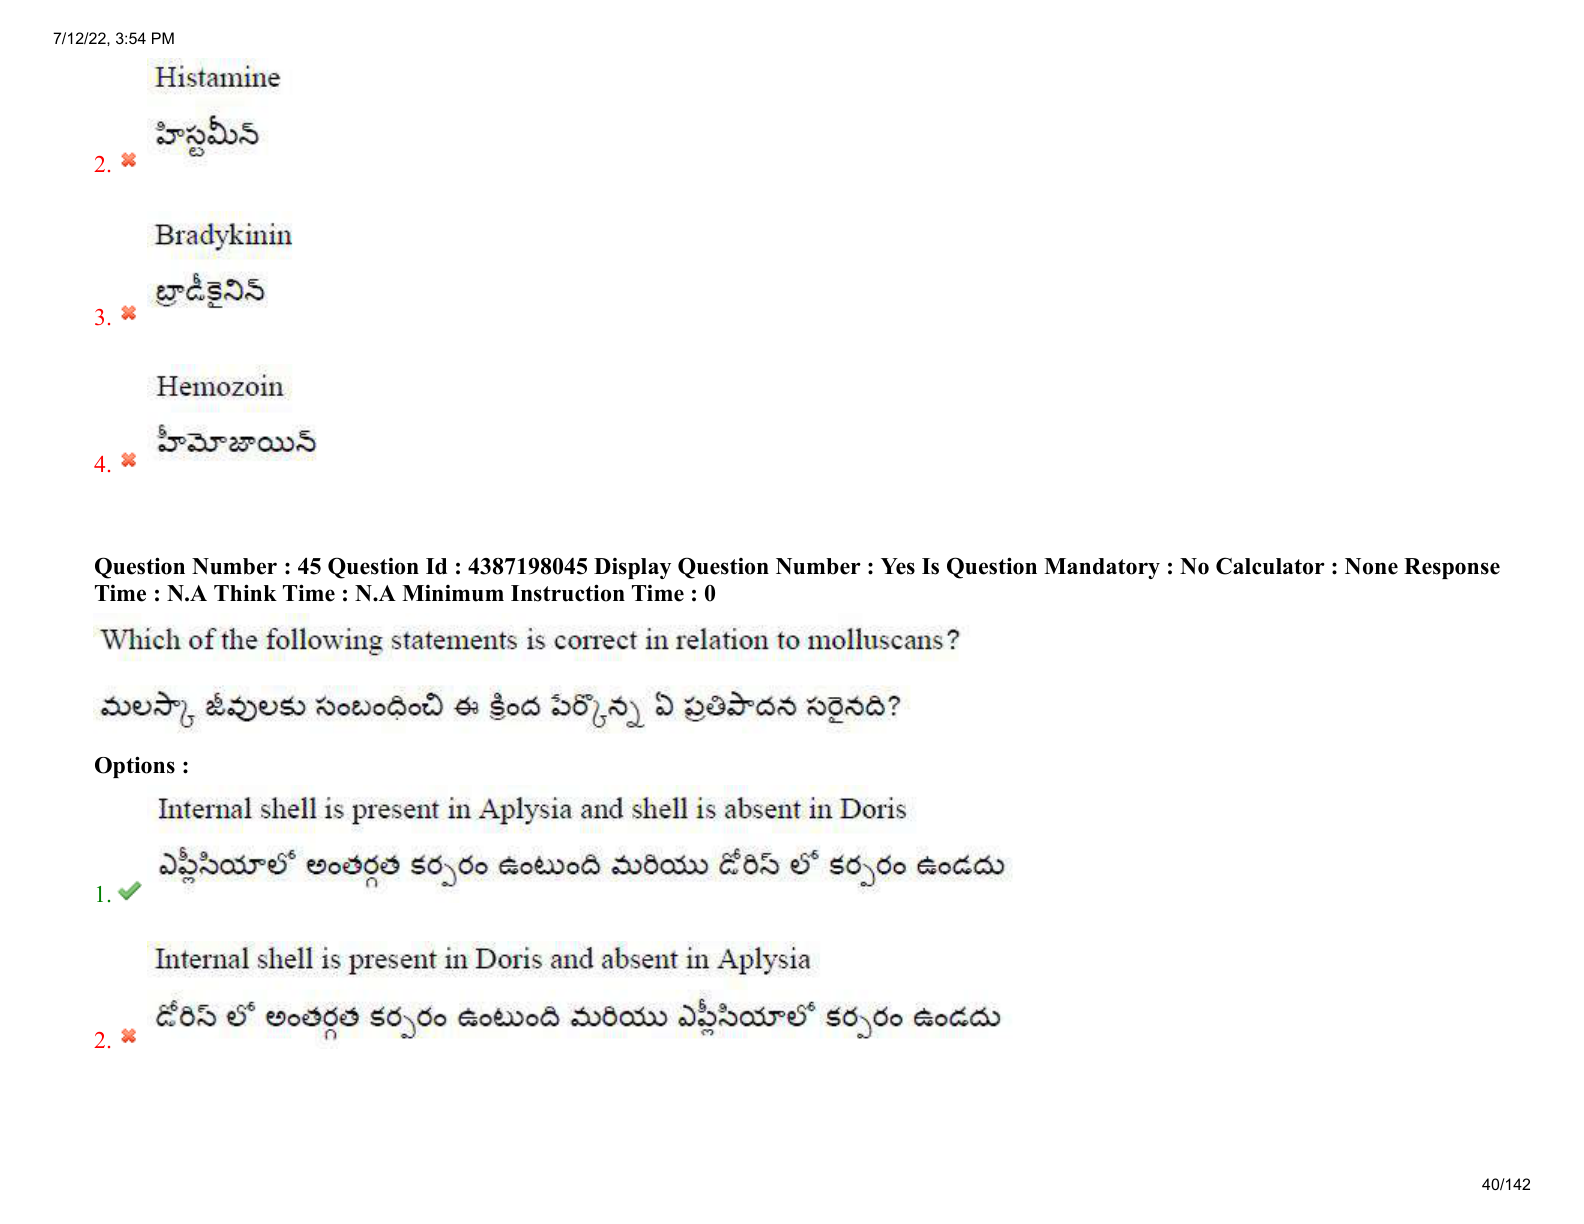 7/12/22, 3:54 PM
Histamine
హిస్టమీన్
2.
Bradykinin
బ్రాడీకైనిన్
3.
Hemozoin
హీమోజాయిన్
4.
Question Number : 45 Question Id : 4387198045 Display Question Number : Yes Is Question Mandatory : No Calculator : None Response
Time : N.A Think Time : N.A Minimum Instruction Time : 0
Which of the following statements is correct in relation to molluscans?
మలస్కా జీవులకు సంబంధించి ఈ క్రింద పేర్కొన్న ఏ ప్రతిపాదన సరైనది?
Options :
Internal shell is present in Aplysia and shell is absent in Doris
ఎప్లీసియాలో అంతర్గత కర్పరం ఉంటుంది మరియు డోరిస్ లో కర్పరం ఉండదు
1.
Internal shell is present in Doris and absent in Aplysia
డోరిస్ లో అంతర్గత కర్పరం ఉంటుంది మరియు ఎప్లీసియాలో కర్పరం ఉండదు
2.
40/142